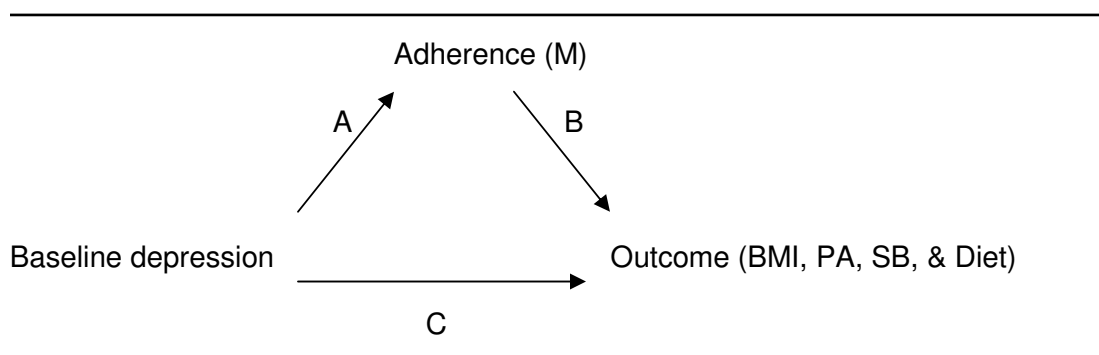 Adherence (M)
A
B
Baseline depression
Outcome (BMI, PA, SB, & Diet)
C